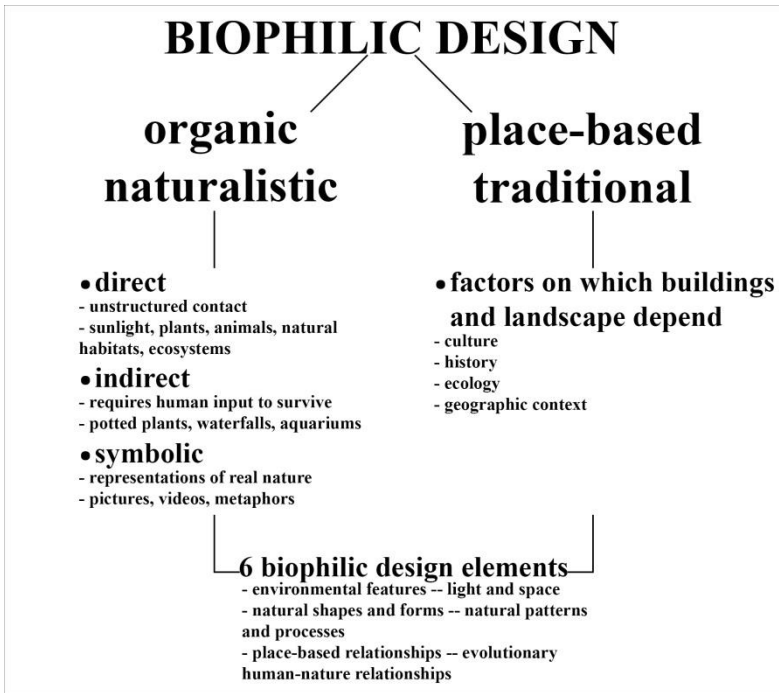 BIOPHILIC DESIGN
organic
naturalistic
• direct
- unstructured contact
- sunlight, plants, animals, natural
habitats, ecosystems
• indirect
- requires human input to survive
- potted plants, waterfalls, aquariums
• symbolic
- representations of real nature
- pictures, videos, metaphors
place-based
traditional
• factors on which buildings
and landscape depend
- culture
- history
- ecology
- geographic context
6 biophilic design elements
- environmental features -- light and space
- natural shapes and forms -- natural patterns
and processes
- place-based relationships -- evolutionary
human-nature relationships